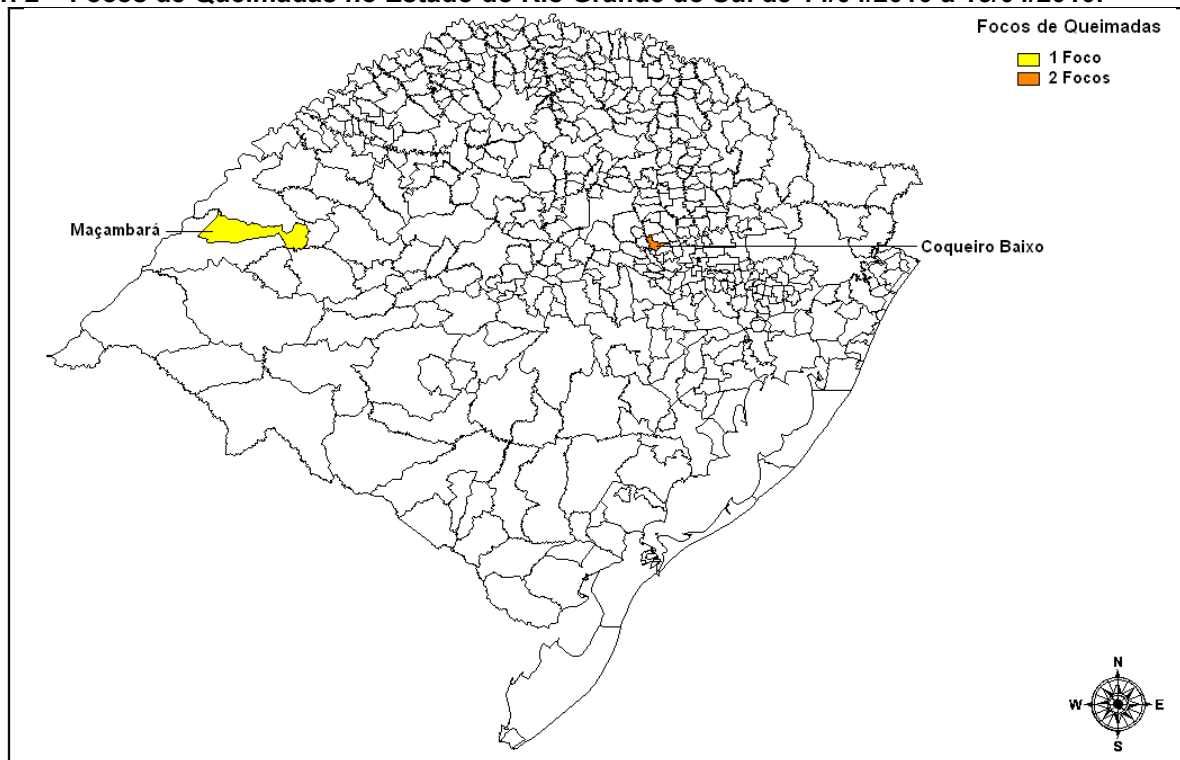 Focos de Queimadas no Estado do Rio Grande do Sul de
Focos de Queimadas
1 Foco
2 Focos
Maçambará
Coqueiro Baixo
N
W E
S